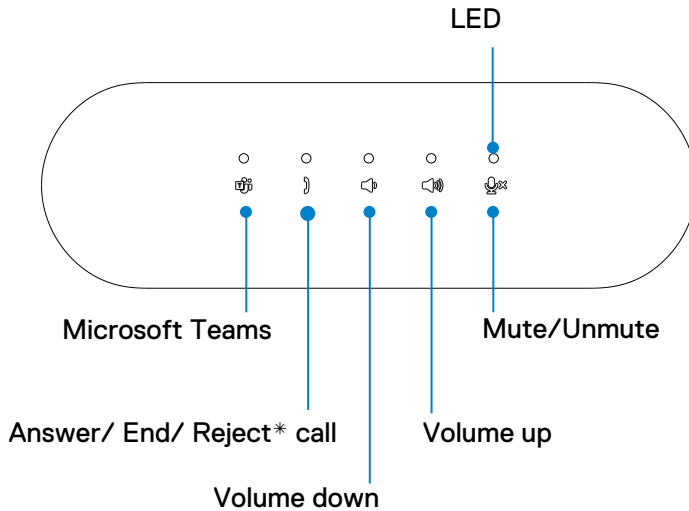 LED
Microsoft Teams
Mute/Unmute
Answer/ End/ Reject* call
Volume up
Volume down